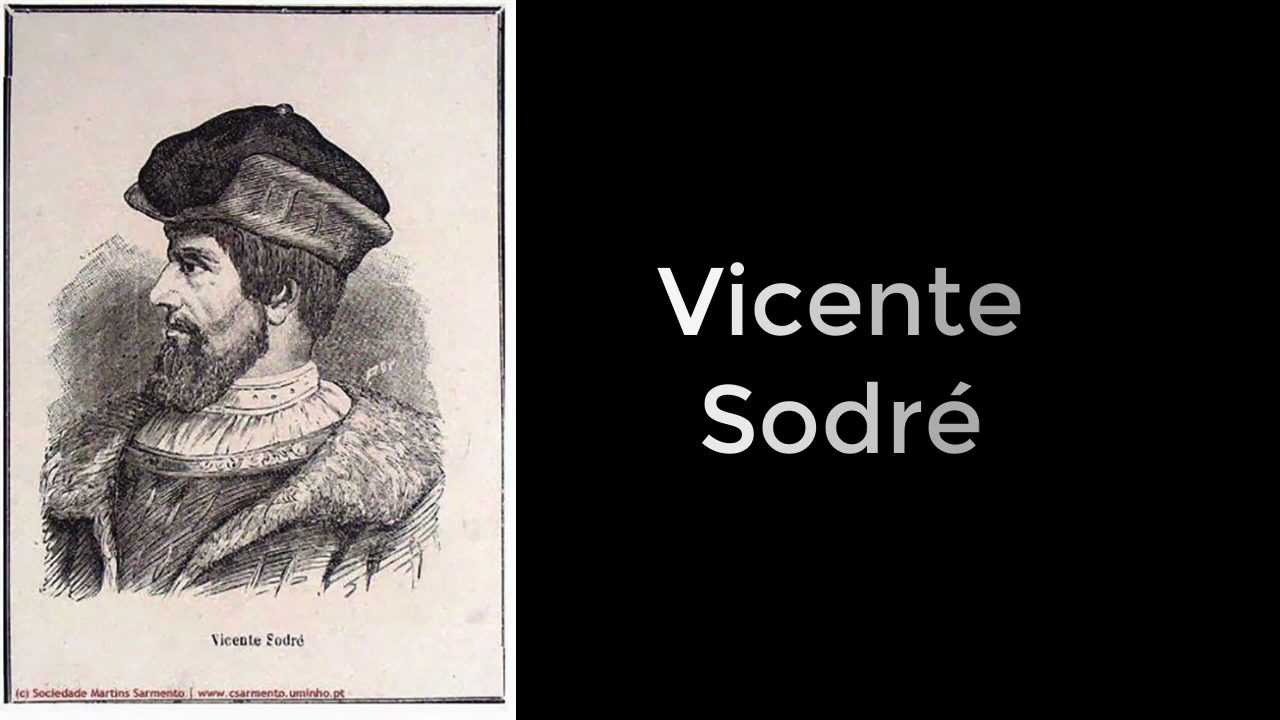 Vicente Sodré
(c) Sociedade Martins Sarmento | www.csarmento.uminho.pt
Vicente
Sodré